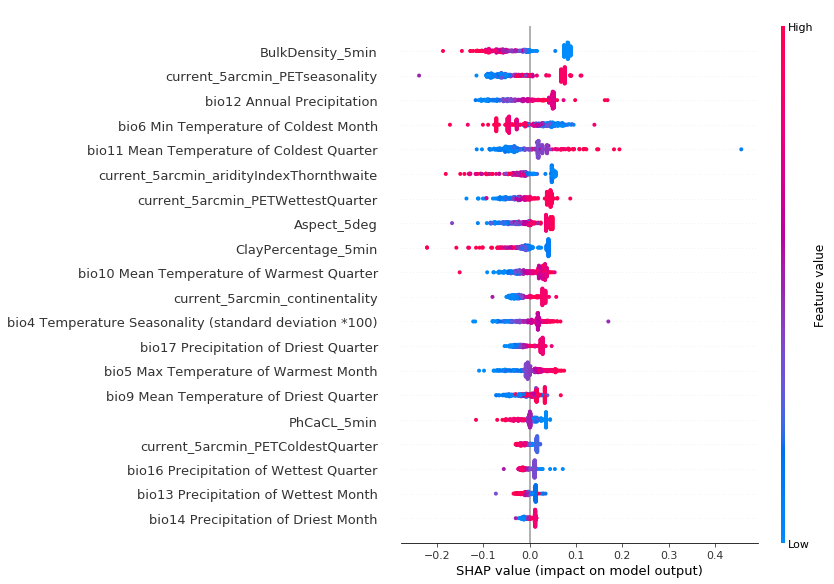 High
BulkDensity_5min
current_5arcmin_PETseasonality
bio12 Annual Precipitation
bio6 Min Temperature of Coldest Month
bio11 Mean Temperature of Coldest Quarter
current_5arcmin_aridityIndexThornthwaite
current_5arcmin_PETWettestQuarter
Aspect_5deg
ClayPercentage_5min
bio10 Mean Temperature of Warmest Quarter
current_5arcmin_continentality
bio4 Temperature Seasonality (standard deviation *100)
bio17 Precipitation of Driest Quarter
bio5 Max Temperature of Warmest Month
bio9 Mean Temperature of Driest Quarter
PhCaCL_5min
current_5arcmin_PETColdestQuarter
bio16 Precipitation of Wettest Quarter
bio13 Precipitation of Wettest Month
bio14 Precipitation of Driest Month
Feature value
Low
−0.2 −0.1 0.0 0.1 0.2 0.3 0.4
SHAP value (impact on model output)